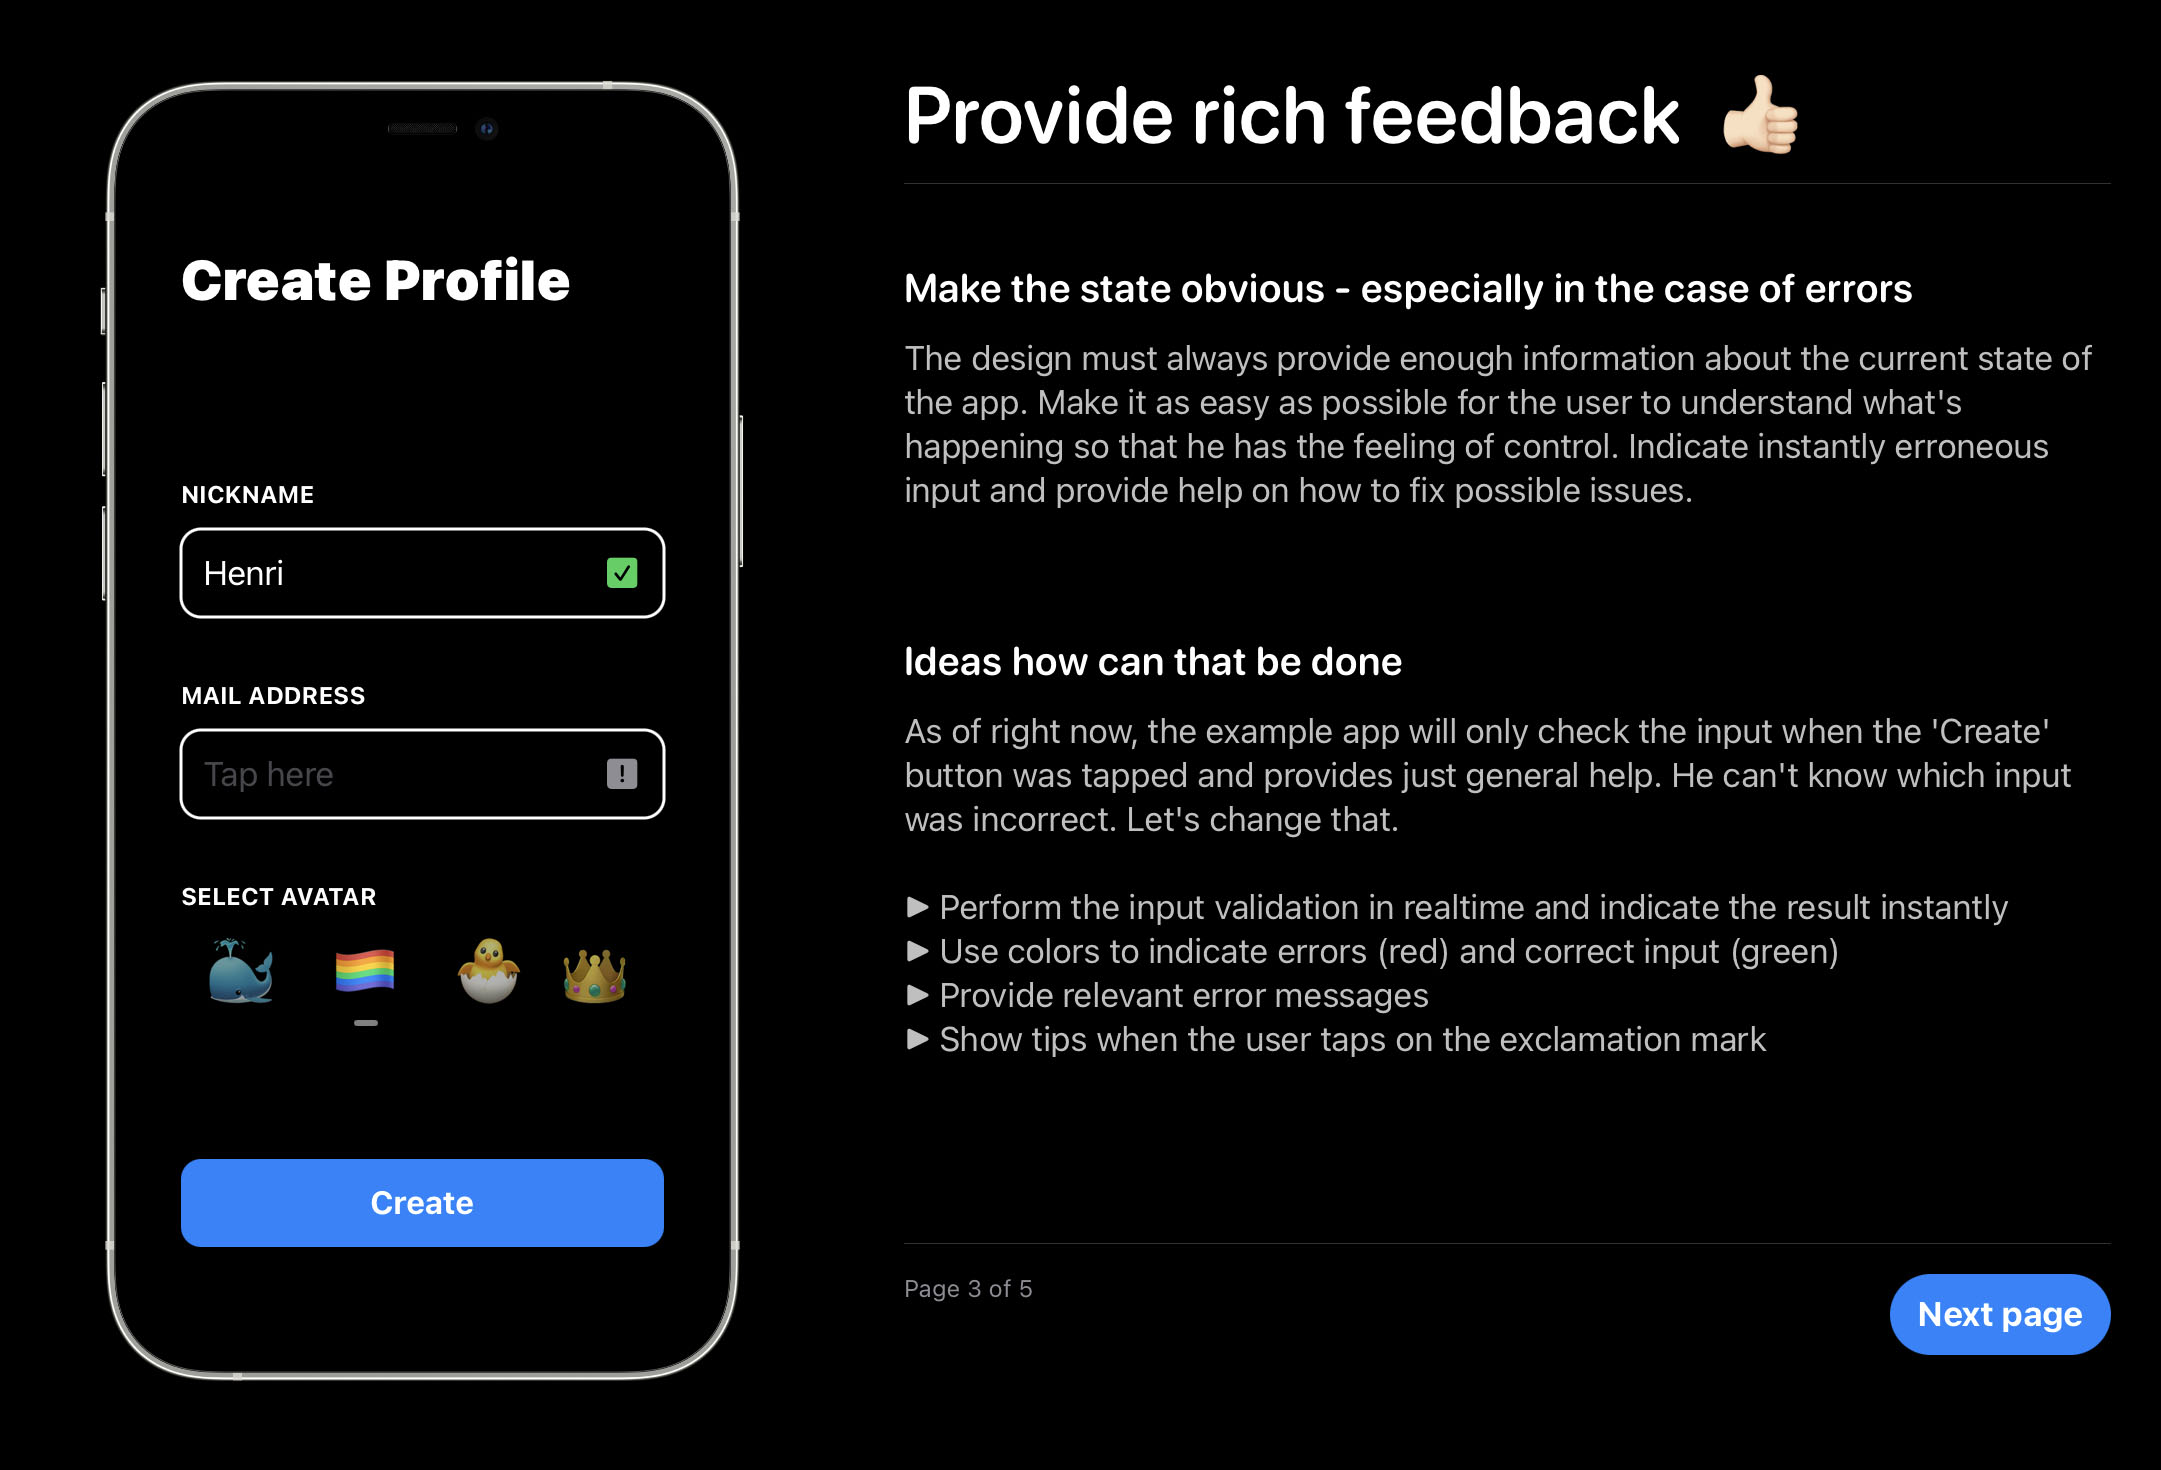 Create Profile
NICKNAME
Henri
MAIL ADDRESS
Tap here
SELECT AVATAR
Create
Provide rich feedback 👍🏻
Make the state obvious - especially in the case of errors
The design must always provide enough information about the current state of
the app. Make it as easy as possible for the user to understand what's
happening so that he has the feeling of control. Indicate instantly erroneous
input and provide help on how to fix possible issues.
Ideas how can that be done
As of right now, the example app will only check the input when the 'Create'
button was tapped and provides just general help. He can't know which input
was incorrect. Let's change that.
► Perform the input validation in realtime and indicate the result instantly
► Use colors to indicate errors (red) and correct input (green)
► Provide relevant error messages
► Show tips when the user taps on the exclamation mark
Page 3 of 5
Next page